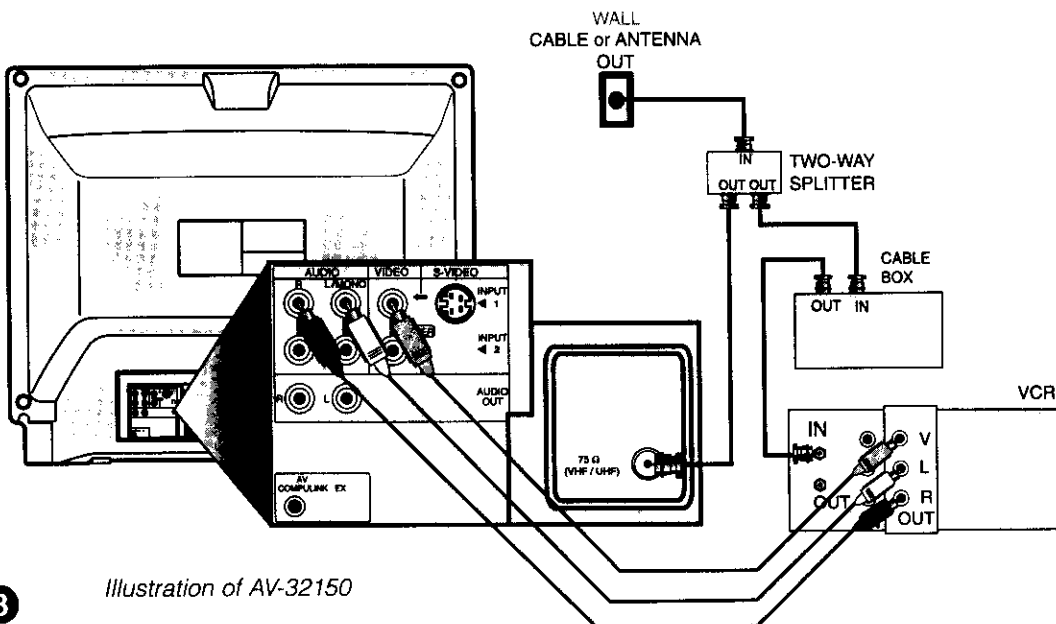 WALL
CABLE or ANTENNA
OUT
IN
TWO-WAY
SPLITTER
OUT OUT
CABLE
BOX
OUT IN
AUDIO VIDEO S-VIDEO
R L/MONO
INPUT
◄ 1
INPUT
◄ 2
R L AUDIO
OUT
AV
COMPULINK EX
75 Ω
(VHF / UHF)
VCR
IN
V
L
R
OUT
OUT
3
Illustration of AV-32150